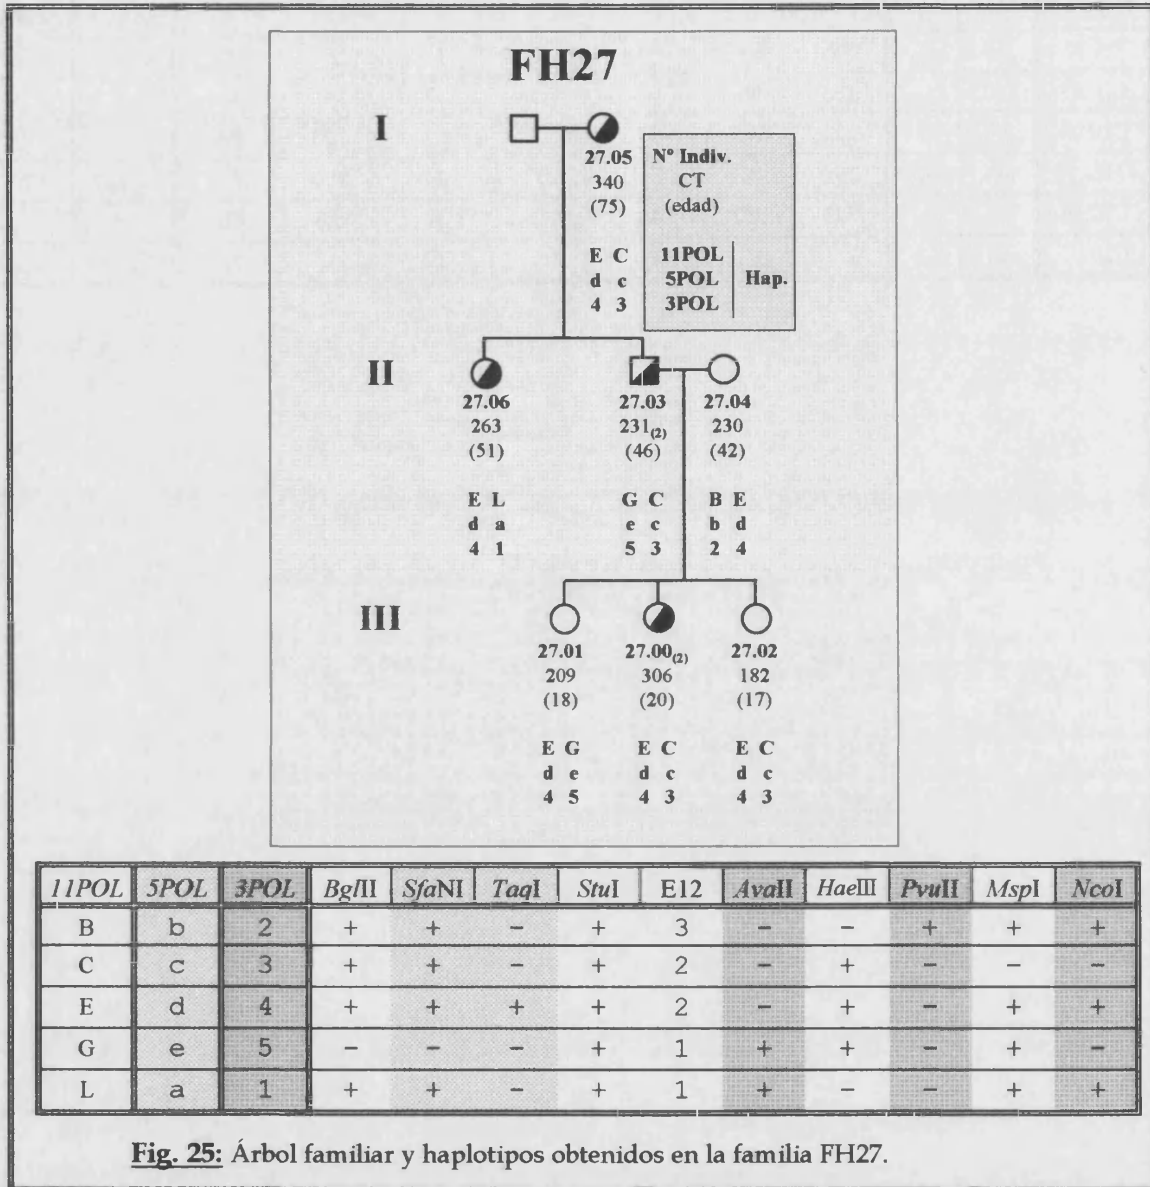 FH27
I
27.05 Nº Indiv.
340 CT
(75) (edad)
E C 11POL
d c 5POL Hap.
4 3 3POL
II
27.06 27.03 27.04
263 231(2) 230
(51) (46) (42)
E L G C B E
d a e c b d
4 1 5 3 2 4
III
27.01 27.00(2) 27.02
209 306 182
(18) (20) (17)
E G E C E C
d e d c d c
4 5 4 3 4 3
11POL 5POL 3POL BglII SfaNI TaqI StuI E12 AvaII HaeIII PvuII MspI NcoI
B b 2 + + - + 3 - - + + +
C c 3 + + - + 2 - + - - -
E d 4 + + + + 2 - + - + +
G e 5 - - - + 1 + + - + -
L a 1 + + - + 1 + - - + +
Fig. 25: Árbol familiar y haplotipos obtenidos en la familia FH27.